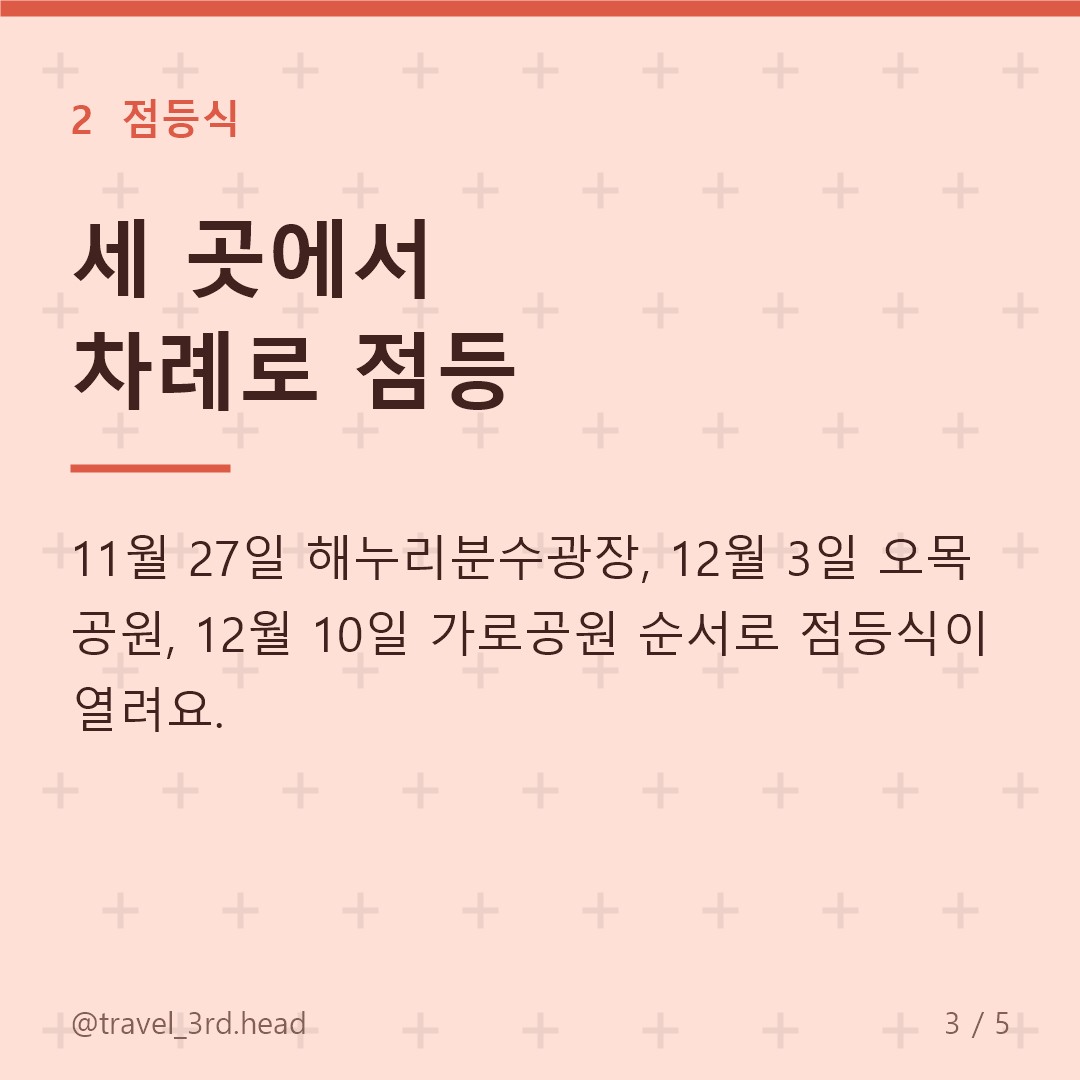 2 점등식
세 곳에서
차례로 점등
11월 27일 해누리분수광장, 12월 3일 오목
공원, 12월 10일 가로공원 순서로 점등식이
열려요.
@travel_3rd.head
3 / 5